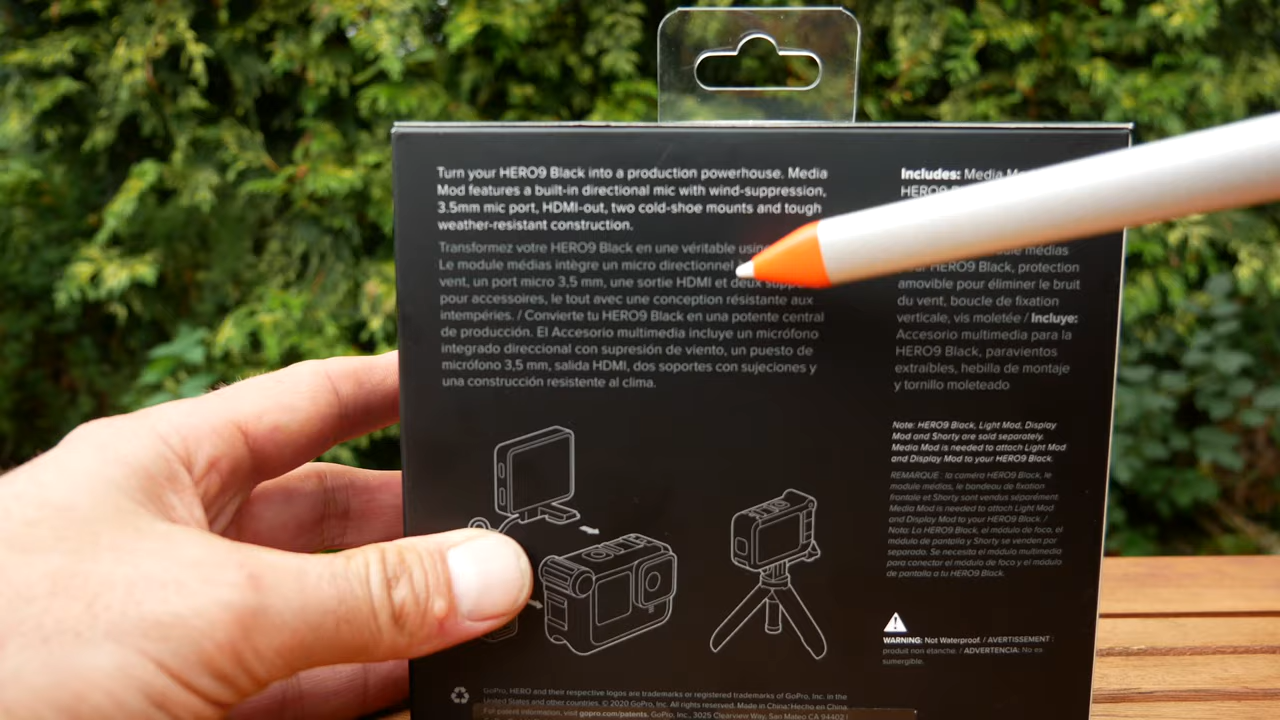 Turn your HERO9 Black into a production powerhouse. Media
Mod features a built-in directional mic with wind-suppression,
3.5mm mic port, HDMI-out, two cold-shoe mounts and tough
weather-resistant construction.
Transformez votre HERO9 Black en une véritable usine
Le module médias intègre un micro directionnel
vent, un port micro 3,5 mm, une sortie HDMI et deux
pour accessoires, le tout avec une conception résistante aux
intempéries. / Convierte tu HERO9 Black en una potente central
de producción. El Accesorio multimedia incluye un micrófono
integrado direccional con supresión de viento, un puesto de
micrófono 3,5 mm, salida HDMI, dos soportes con sujeciones y
una construcción resistente al clima.
Includes: Media
HERO9
médias
HERO9 Black, protection
amovible pour éliminer le bruit
du vent, boucle de fixation
verticale, vis moletée / Incluye:
Accesorio multimedia para la
HERO9 Black, paravientos
extraíbles, hebilla de montaje
y tornillo moleteado
Note: HERO9 Black, Light Mod, Display
Mod and Shorty are sold separately.
Media Mod is needed to attach Light Mod
and Display Mod to your HERO9 Black.
REMARQUE : la caméra HERO9 Black, le
module médias, le bandeau de fixation
frontale et Shorty sont vendus séparément.
Media Mod is needed to attach Light Mod
and Display Mod to your HERO9 Black. /
Nota: La HERO9 Black, el módulo de foco, el
módulo de pantalla y Shorty se venden por
separado. Se necesita el módulo multimedia
para conectar el módulo de foco y el módulo
de pantalla a tu HERO9 Black.
WARNING: Not Waterproof. / AVERTISSEMENT :
produit non étanche. / ADVERTENCIA: No es
sumergible.
GoPro, HERO and their respective logos are trademarks or registered trademarks of GoPro, Inc. in the
United States and other countries. © 2020 GoPro, Inc. All rights reserved. Made in China/Hecho en China.
For patent information, visit gopro.com/patents. GoPro, Inc., 3025 Clearview Way, San Mateo CA 94402 |